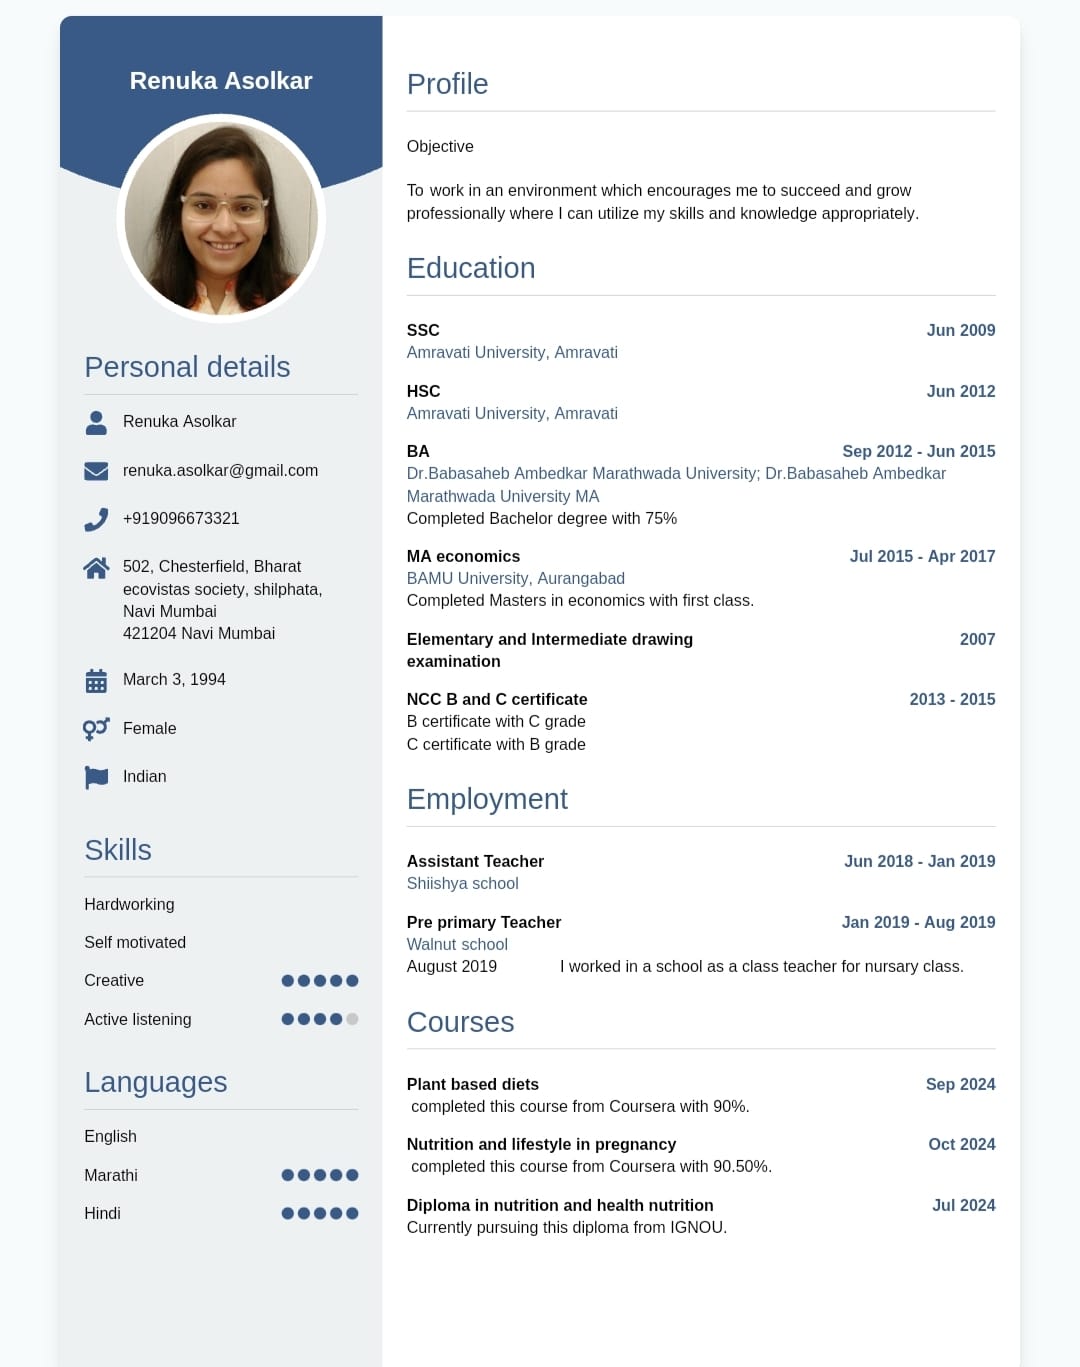 Renuka Asolkar
Personal details
Renuka Asolkar
renuka.asolkar@gmail.com
+919096673321
502, Chesterfield, Bharat
ecovistas society, shilphata,
Navi Mumbai
421204 Navi Mumbai
March 3, 1994
Female
Indian
Skills
Hardworking
Self motivated
Creative
Active listening
Languages
English
Marathi
Hindi
Profile
Objective
To work in an environment which encourages me to succeed and grow
professionally where I can utilize my skills and knowledge appropriately.
Education
SSC Jun 2009
Amravati University, Amravati
HSC Jun 2012
Amravati University, Amravati
BA Sep 2012 - Jun 2015
Dr.Babasaheb Ambedkar Marathwada University; Dr.Babasaheb Ambedkar
Marathwada University MA
Completed Bachelor degree with 75%
MA economics Jul 2015 - Apr 2017
BAMU University, Aurangabad
Completed Masters in economics with first class.
Elementary and Intermediate drawing 2007
examination
NCC B and C certificate 2013 - 2015
B certificate with C grade
C certificate with B grade
Employment
Assistant Teacher Jun 2018 - Jan 2019
Shiishya school
Pre primary Teacher Jan 2019 - Aug 2019
Walnut school
August 2019 I worked in a school as a class teacher for nursary class.
Courses
Plant based diets Sep 2024
completed this course from Coursera with 90%.
Nutrition and lifestyle in pregnancy Oct 2024
completed this course from Coursera with 90.50%.
Diploma in nutrition and health nutrition Jul 2024
Currently pursuing this diploma from IGNOU.